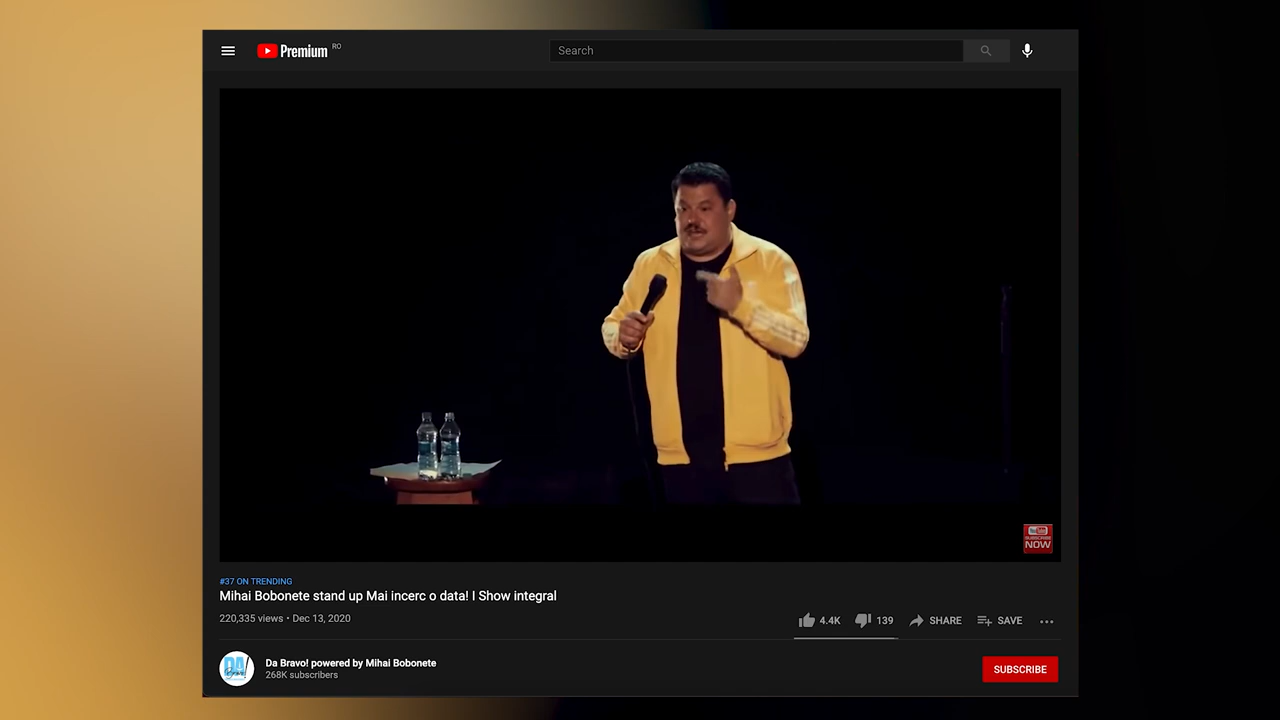 Premium RO
Search
SUBSCRIBE
NOW
#37 ON TRENDING
Mihai Bobonete stand up Mai incerc o data! I Show integral
220,335 views • Dec 13, 2020
4.4K
139
SHARE
SAVE
Da Bravo! powered by Mihai Bobonete
268K subscribers
SUBSCRIBE